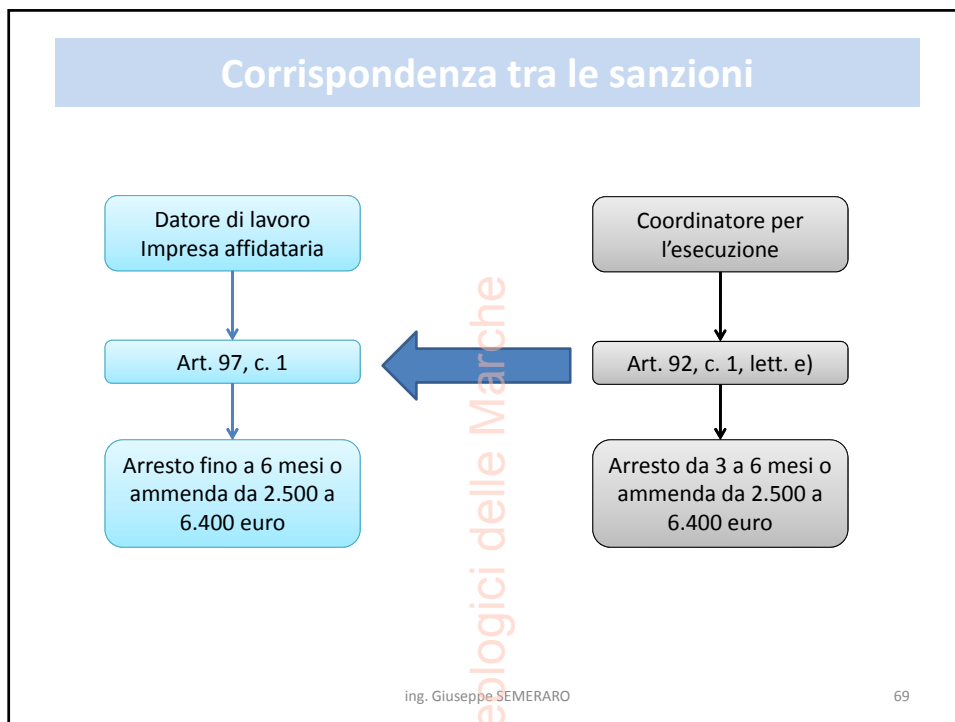 Corrispondenza tra le sanzioni
Datore di lavoro
Impresa affidataria
Art. 97, c. 1
Arresto fino a 6 mesi o
ammenda da 2.500 a
6.400 euro
Coordinatore per
l’esecuzione
Art. 92, c. 1, lett. e)
Arresto da 3 a 6 mesi o
ammenda da 2.500 a
6.400 euro
eologici delle Marche
ing. Giuseppe SEMERARO
69